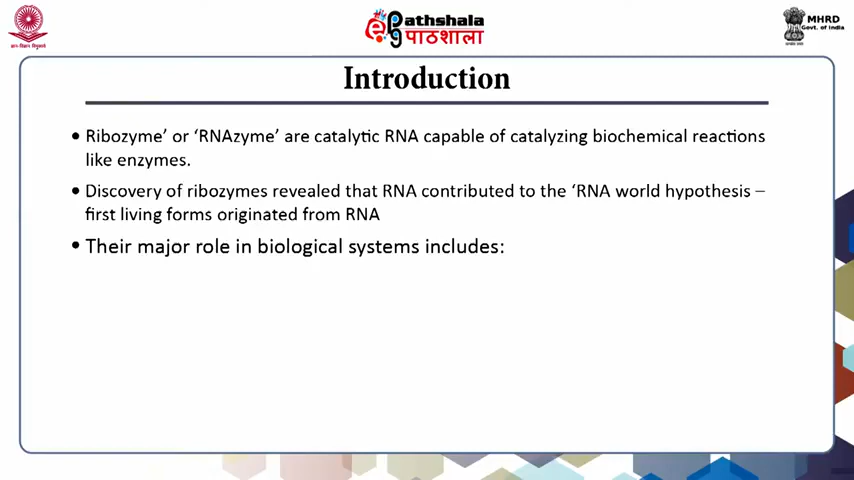 ज्ञान-विज्ञान विमुक्तये
Pathshala
पाठशाला
MHRD
Govt. of India
Introduction
• Ribozyme’ or ‘RNAzyme’ are catalytic RNA capable of catalyzing biochemical reactions
like enzymes.
• Discovery of ribozymes revealed that RNA contributed to the ‘RNA world hypothesis –
first living forms originated from RNA
• Their major role in biological systems includes: